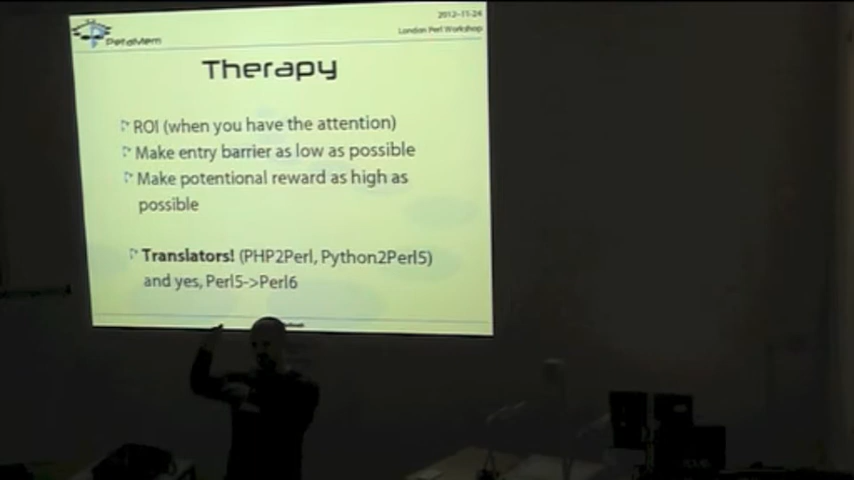 2012-11-24
London Perl Workshop
PetaMem
Therapy
ROI (when you have the attention)
Make entry barrier as low as possible
Make potentional reward as high as
possible
Translators! (PHP2Perl, Python2Perl5)
and yes, Perl5->Perl6